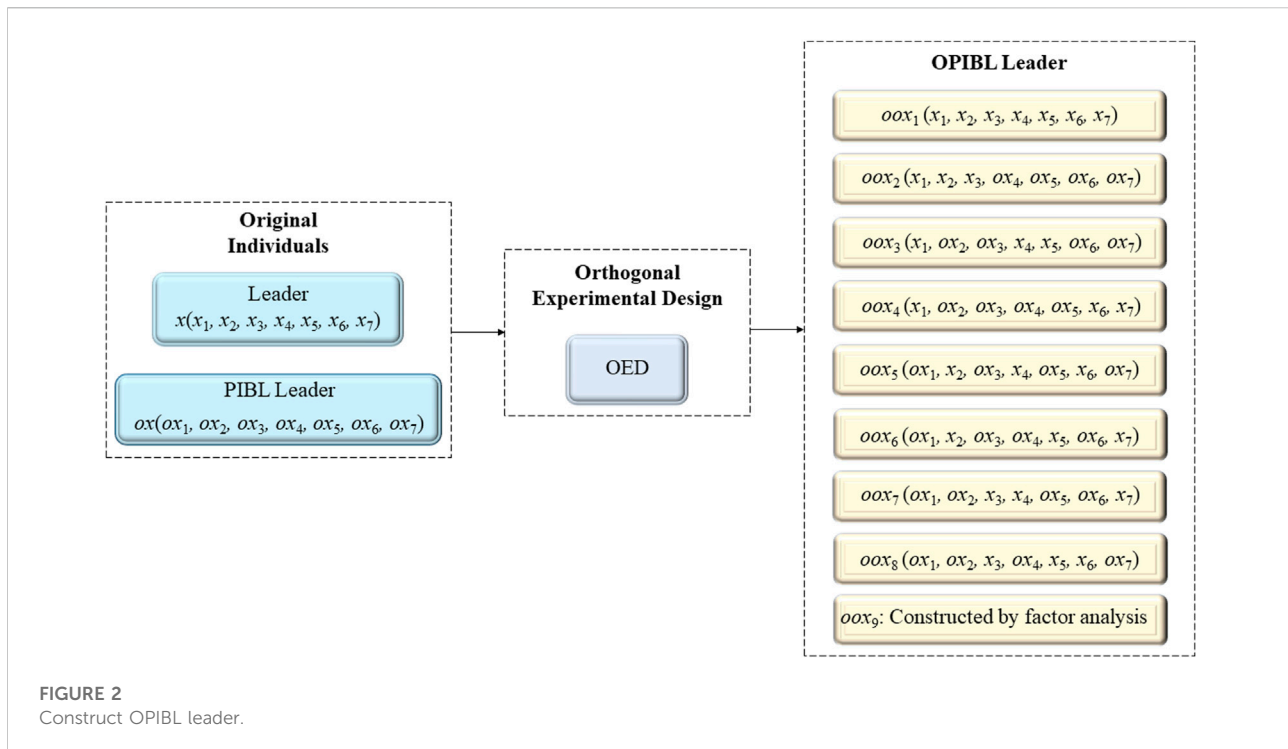 Original
Individuals
Leader
x(x₁, x₂, x₃, x₄, x₅, x₆, x₇)
PIBL Leader
ox(ox₁, ox₂, ox₃, ox₄, ox₅, ox₆, ox₇)
Orthogonal
Experimental Design
OED
OPIBL Leader
oox₁ (x₁, x₂, x₃, x₄, x₅, x₆, x₇)
oox₂ (x₁, x₂, x₃, ox₄, ox₅, ox₆, ox₇)
oox₃ (x₁, ox₂, ox₃, x₄, x₅, ox₆, ox₇)
oox₄ (x₁, ox₂, ox₃, ox₄, ox₅, x₆, x₇)
oox₅ (ox₁, x₂, ox₃, x₄, ox₅, x₆, ox₇)
oox₆ (ox₁, x₂, ox₃, ox₄, x₅, ox₆, x₇)
oox₇ (ox₁, ox₂, x₃, x₄, ox₅, ox₆, x₇)
oox₈ (ox₁, ox₂, x₃, ox₄, x₅, x₆, ox₇)
oox₉: Constructed by factor analysis
FIGURE 2
Construct OPIBL leader.